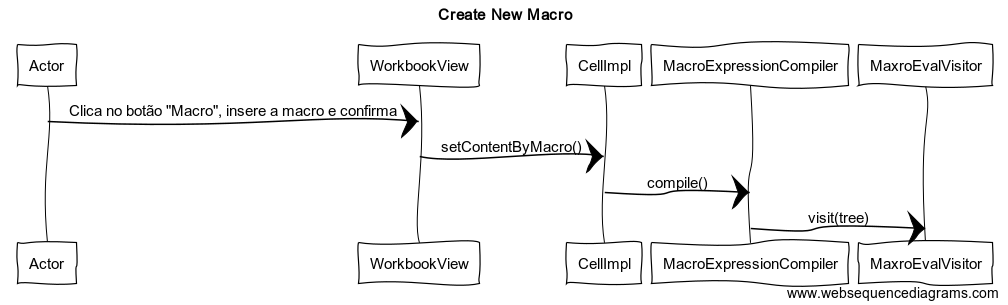 Create New Macro
Actor WorkbookView CellImpl MacroExpressionCompiler MaxroEvalVisitor
Clica no botão "Macro", insere a macro e confirma
setContentByMacro()
compile()
visit(tree)
Actor WorkbookView CellImpl MacroExpressionCompiler MaxroEvalVisitor
www.websequencediagrams.com